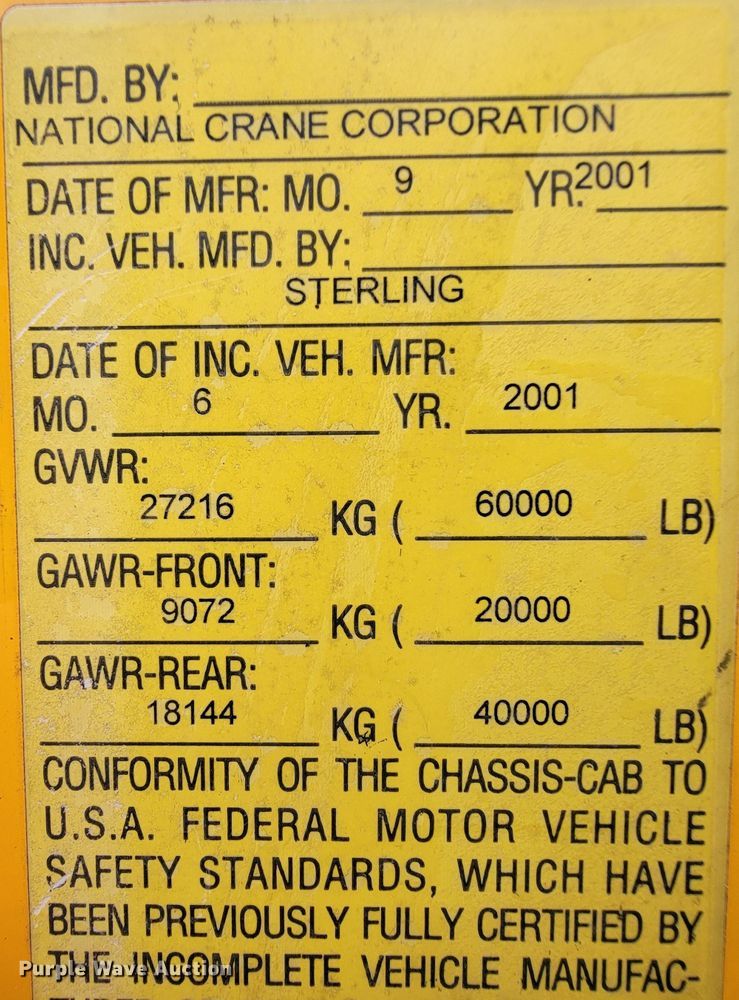 MFD. BY:
NATIONAL CRANE CORPORATION
DATE OF MFR: MO. 9 YR. 2001
INC. VEH. MFD. BY:
STERLING
DATE OF INC. VEH. MFR:
MO. 6 YR. 2001
GVWR:
27216 KG ( 60000 LB)
GAWR-FRONT:
9072 KG ( 20000 LB)
GAWR-REAR:
18144 KG ( 40000 LB)
CONFORMITY OF THE CHASSIS-CAB TO
U.S.A. FEDERAL MOTOR VEHICLE
SAFETY STANDARDS, WHICH HAVE
BEEN PREVIOUSLY FULLY CERTIFIED BY
THE INCOMPLETE VEHICLE MANUFAC-
Purple Wave Auction